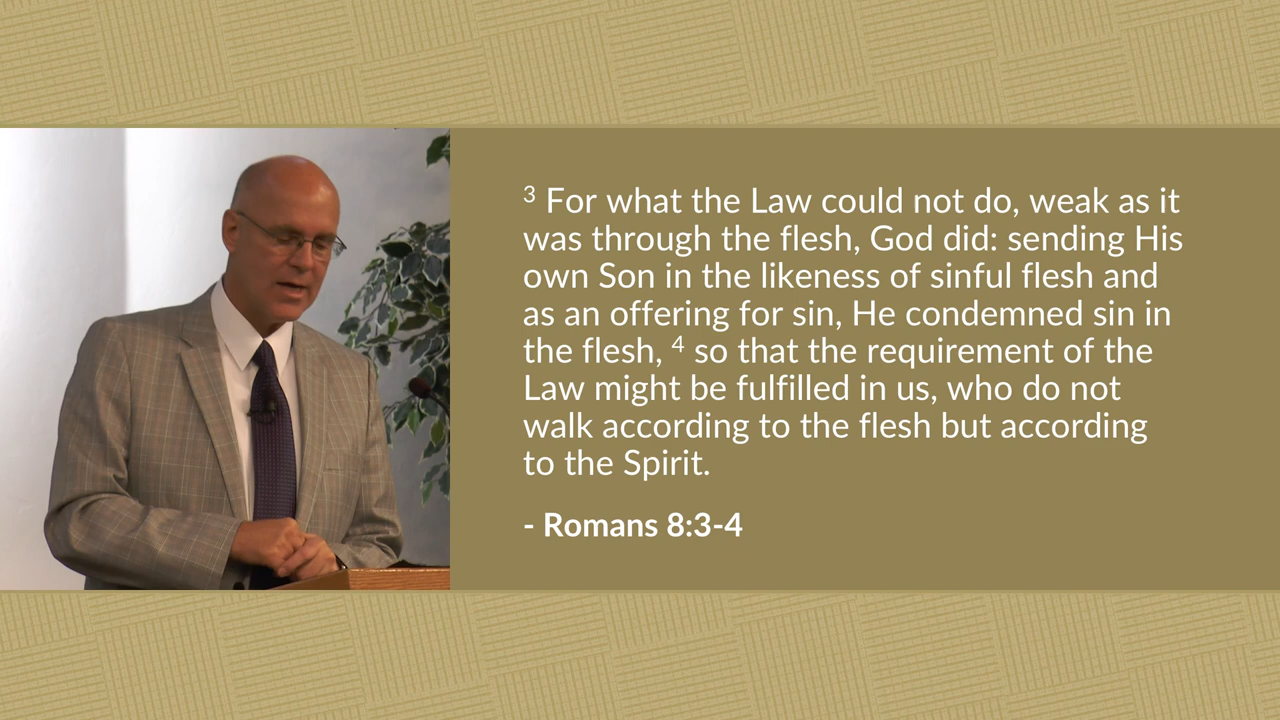 ³ For what the Law could not do, weak as it
was through the flesh, God did: sending His
own Son in the likeness of sinful flesh and
as an offering for sin, He condemned sin in
the flesh, ⁴ so that the requirement of the
Law might be fulfilled in us, who do not
walk according to the flesh but according
to the Spirit.
- Romans 8:3-4